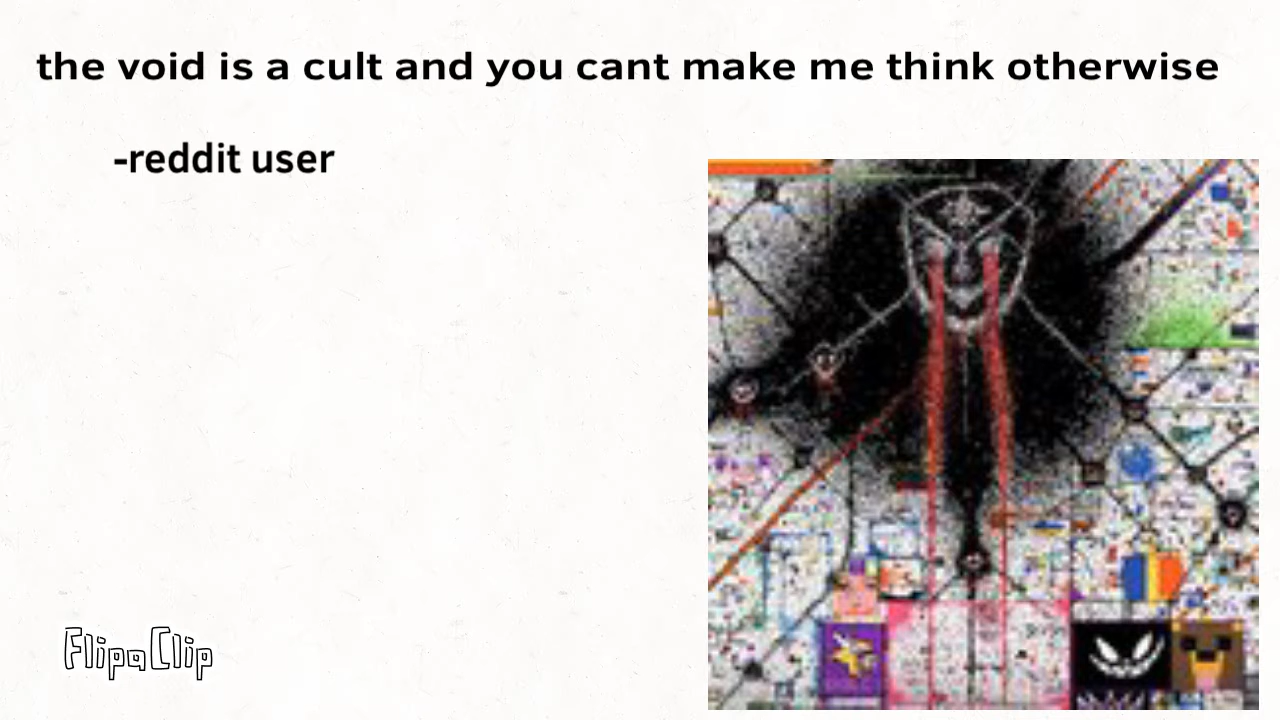 the void is a cult and you cant make me think otherwise
-reddit user
FlipaClip